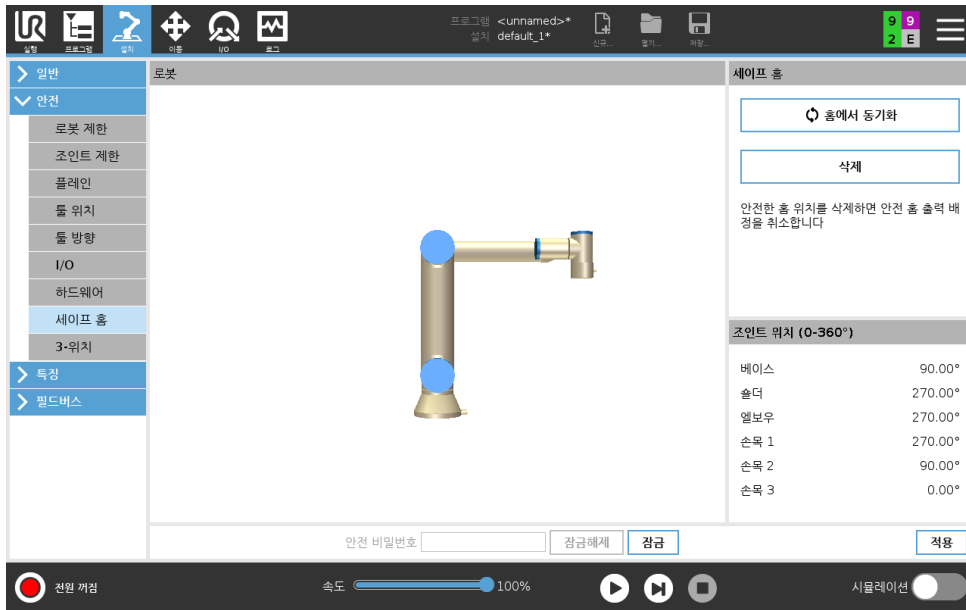 UR
실행
프로그램
설치
이동
I/O
로그
프로그램 <unnamed>*
설치 default_1*
신규...
열기...
저장...
9 9
2 E
일반
안전
로봇 제한
조인트 제한
플레인
툴 위치
툴 방향
I/O
하드웨어
세이프 홈
3-위치
특징
필드버스
로봇
세이프 홈
홈에서 동기화
삭제
안전한 홈 위치를 삭제하면 안전 홈 출력 배
정을 취소합니다
조인트 위치 (0-360°)
베이스 90.00°
숄더 270.00°
엘보우 270.00°
손목 1 270.00°
손목 2 90.00°
손목 3 0.00°
안전 비밀번호
잠금해제
잠금
적용
전원 꺼짐
속도 100%
시뮬레이션